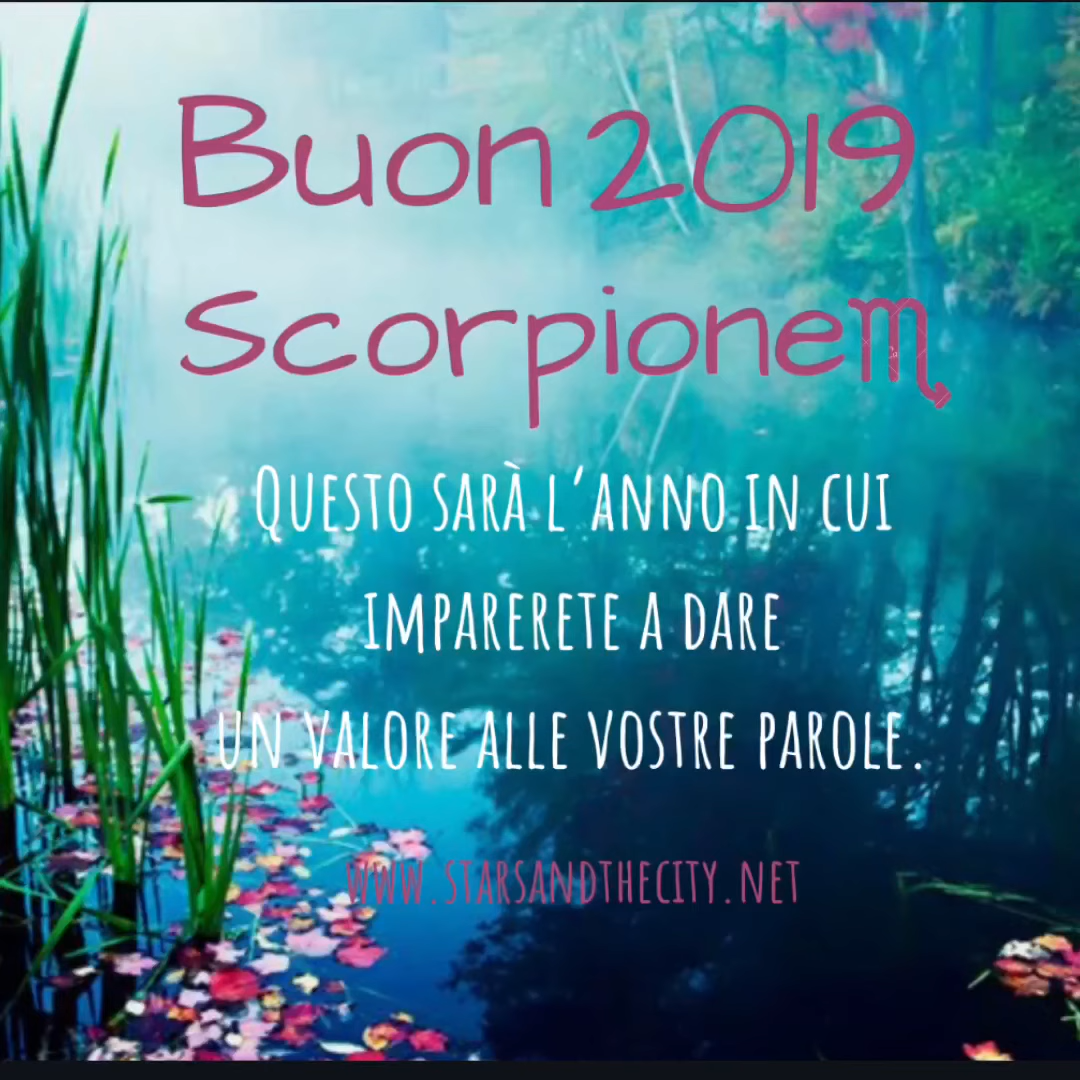 Buon 2019
Scorpione♏
Questo sarà l'anno in cui
imparerete a dare
un valore alle vostre parole.
www.starsandthecity.net